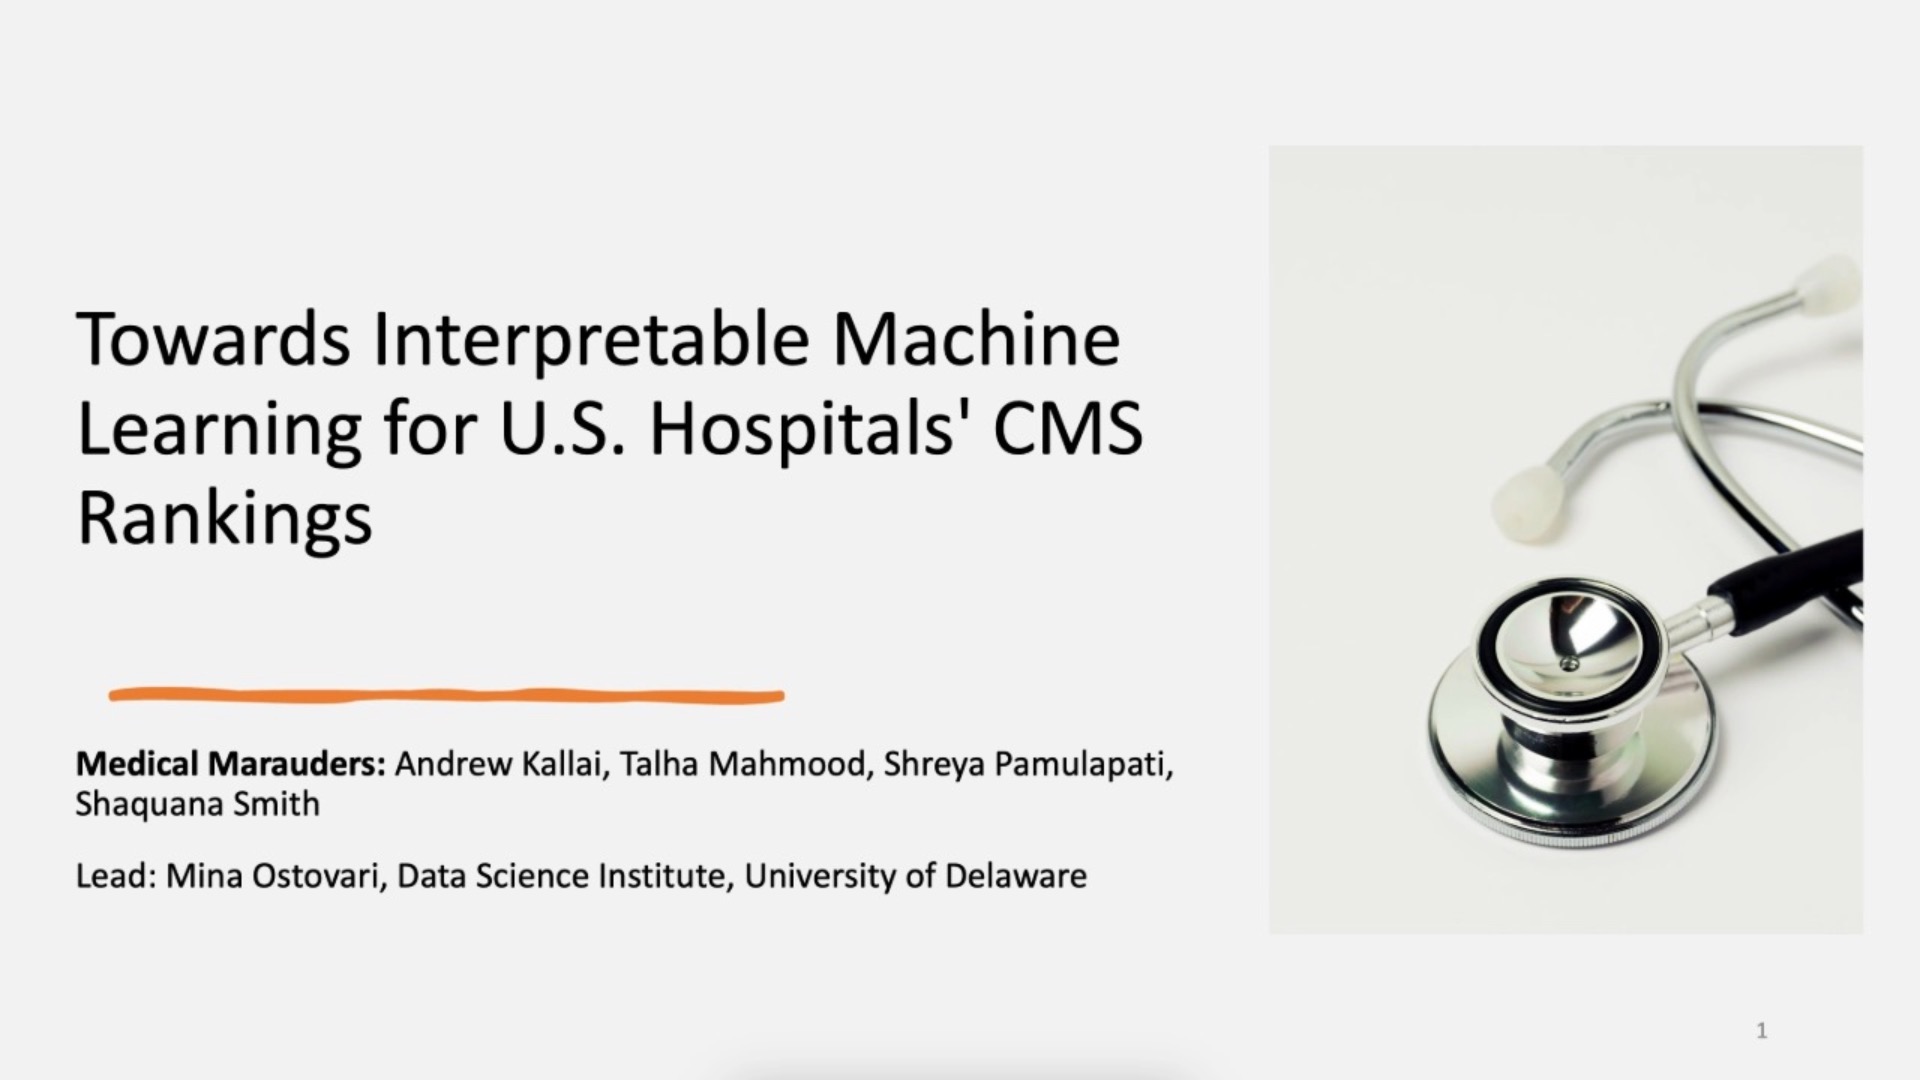 Towards Interpretable Machine
Learning for U.S. Hospitals' CMS
Rankings
Medical Marauders: Andrew Kallai, Talha Mahmood, Shreya Pamulapati,
Shaquana Smith
Lead: Mina Ostovari, Data Science Institute, University of Delaware
1